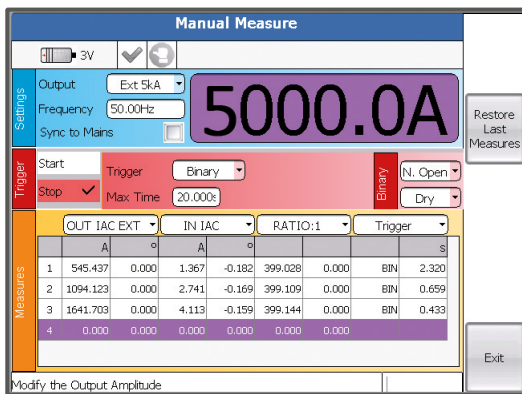 Manual Measure
3V
Settings
Output Ext 5kA
Frequency 50.00Hz
Sync to Mains
5000.0A
Restore
Last
Measures
Trigger
Start
Stop
Trigger Binary
Max Time 20.000s
Binary
N. Open
Dry
Measures
OUT IAC EXT IN IAC RATIO:1 Trigger
A ° A ° s
1 545.437 0.000 1.367 -0.182 399.028 0.000 BIN 2.320
2 1094.123 0.000 2.741 -0.169 399.109 0.000 BIN 0.659
3 1641.703 0.000 4.113 -0.159 399.144 0.000 BIN 0.433
4 0.000 0.000 0.000 0.000 0.000 0.000
Exit
Modify the Output Amplitude